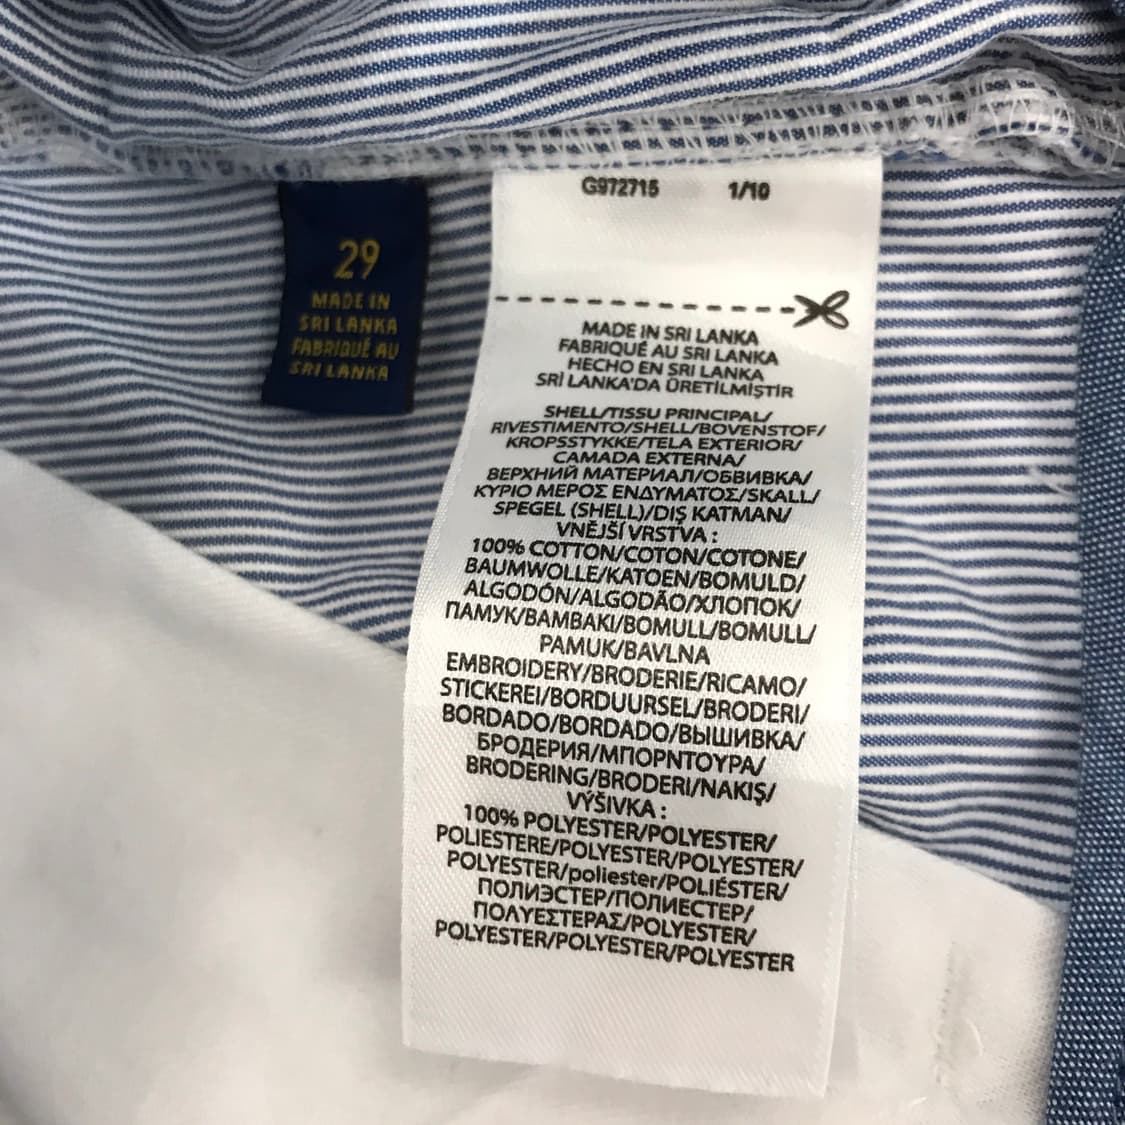 29
MADE IN
SRI LANKA
FABRIQUÉ AU
SRI LANKA
G972715 1/10
MADE IN SRI LANKA
FABRIQUÉ AU SRI LANKA
HECHO EN SRI LANKA
SRİ LANKA'DA ÜRETİLMİŞTİR
SHELL/TISSU PRINCIPAL/
RIVESTIMENTO/SHELL/BOVENSTOF/
KROPSSTYKKE/TELA EXTERIOR/
CAMADA EXTERNA/
ВЕРХНИЙ МАТЕРИАЛ/ОБВИВКА/
ΚΥΡΙΟ ΜΕΡΟΣ ΕΝΔΥΜΑΤΟΣ/SKALL/
SPEGEL (SHELL)/DIŞ KATMAN/
VNĚJŠÍ VRSTVA :
100% COTTON/COTON/COTONE/
BAUMWOLLE/KATOEN/BOMULD/
ALGODÓN/ALGODÃO/ХЛОПОК/
ПАМУК/BAMBAKI/BOMULL/BOMULL/
PAMUK/BAVLNA
EMBROIDERY/BRODERIE/RICAMO/
STICKEREI/BORDUURSEL/BRODERI/
BORDADO/BORDADO/ВЫШИВКА/
БРОДЕРИЯ/ΜΠΟΡΝΤΟΥΡΑ/
BRODERING/BRODERI/NAKIŞ/
VÝŠIVKA :
100% POLYESTER/POLYESTER/
POLIESTERE/POLYESTER/POLYESTER/
POLYESTER/poliester/POLIÉSTER/
ПОЛИЭСТЕР/ПОЛИЕСТЕР/
ΠΟΛΥΕΣΤΕΡΑΣ/POLYESTER/
POLYESTER/POLYESTER/POLYESTER